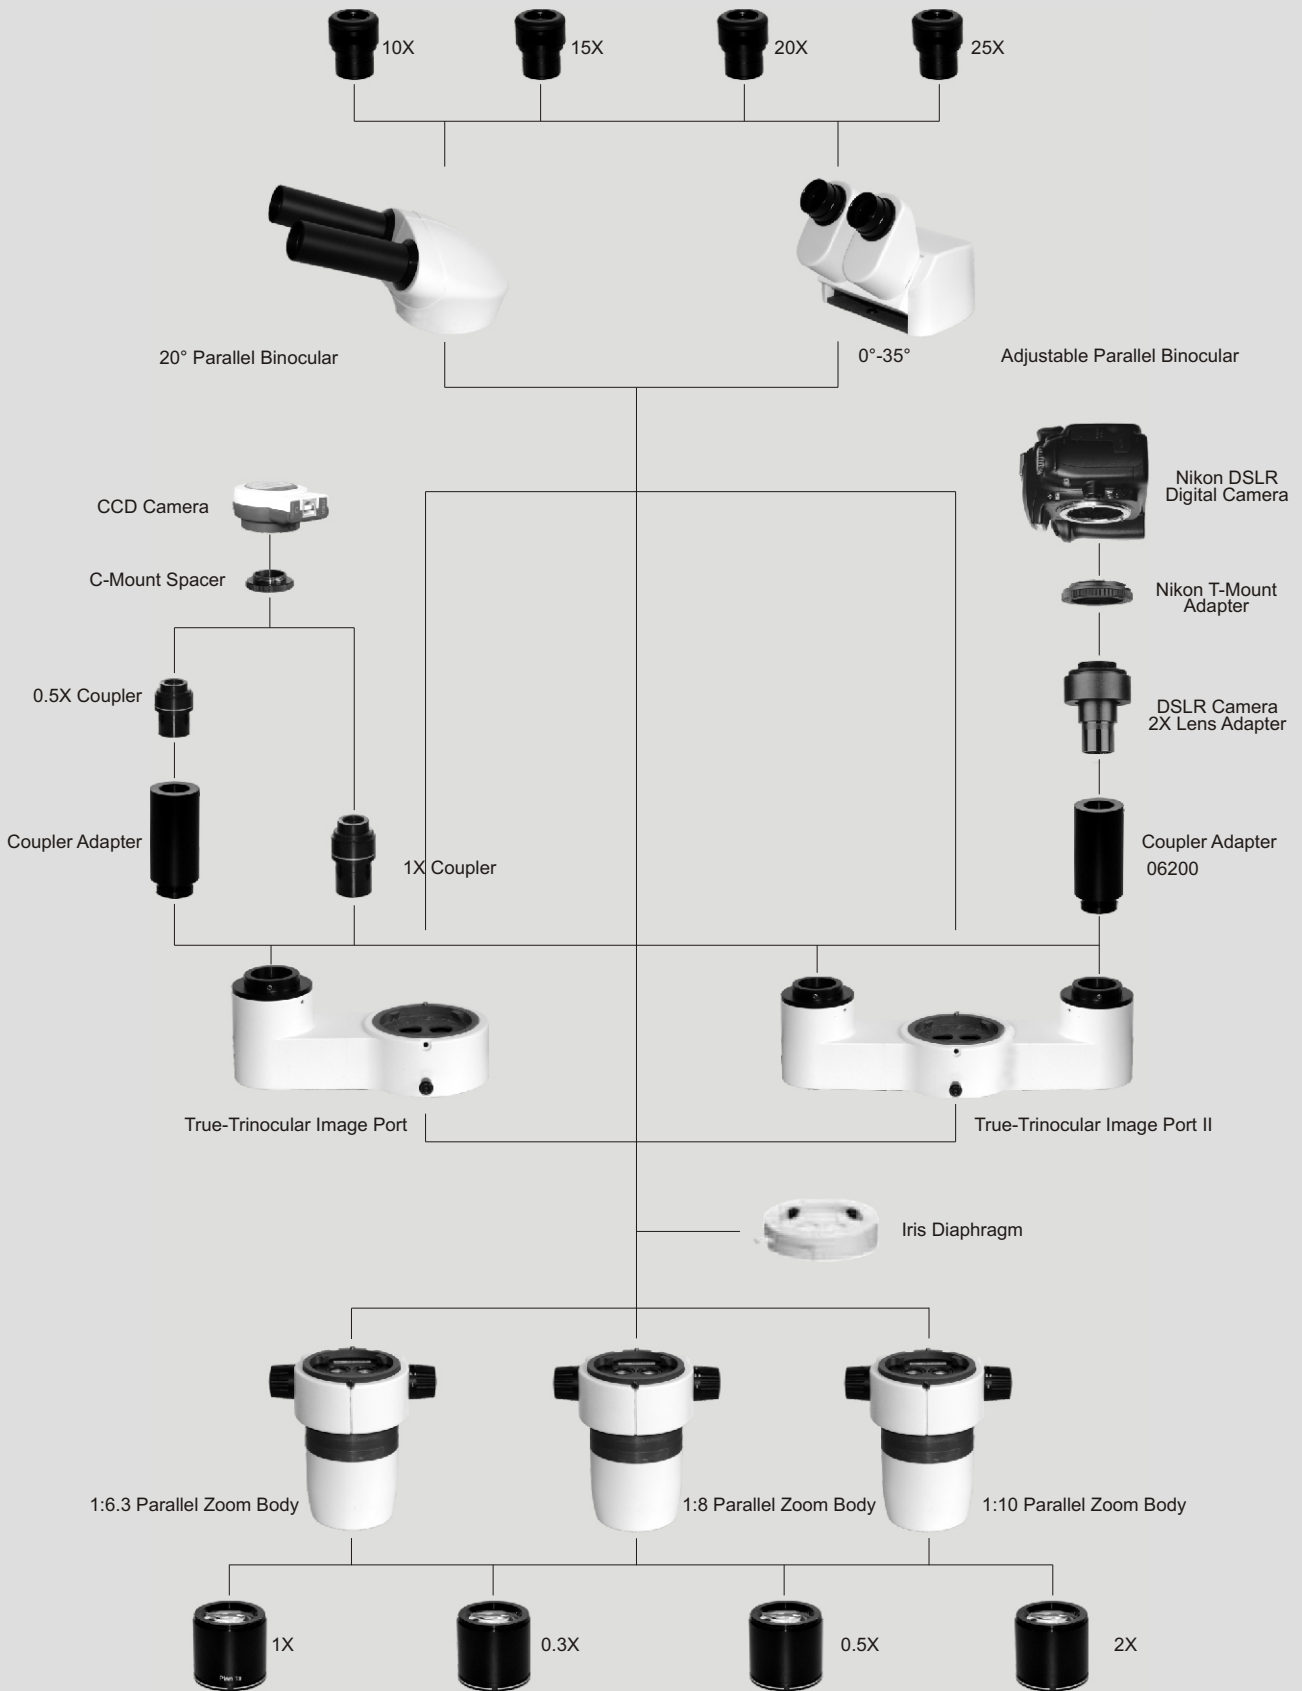 10X
15X
20X
25X
20° Parallel Binocular
0°-35°
Adjustable Parallel Binocular
Nikon DSLR
Digital Camera
CCD Camera
C-Mount Spacer
Nikon T-Mount
Adapter
0.5X Coupler
DSLR Camera
2X Lens Adapter
Coupler Adapter
1X Coupler
Coupler Adapter
06200
True-Trinocular Image Port
True-Trinocular Image Port II
Iris Diaphragm
1:6.3 Parallel Zoom Body
1:8 Parallel Zoom Body
1:10 Parallel Zoom Body
Plan 1X
1X
0.3X
0.5X
2X